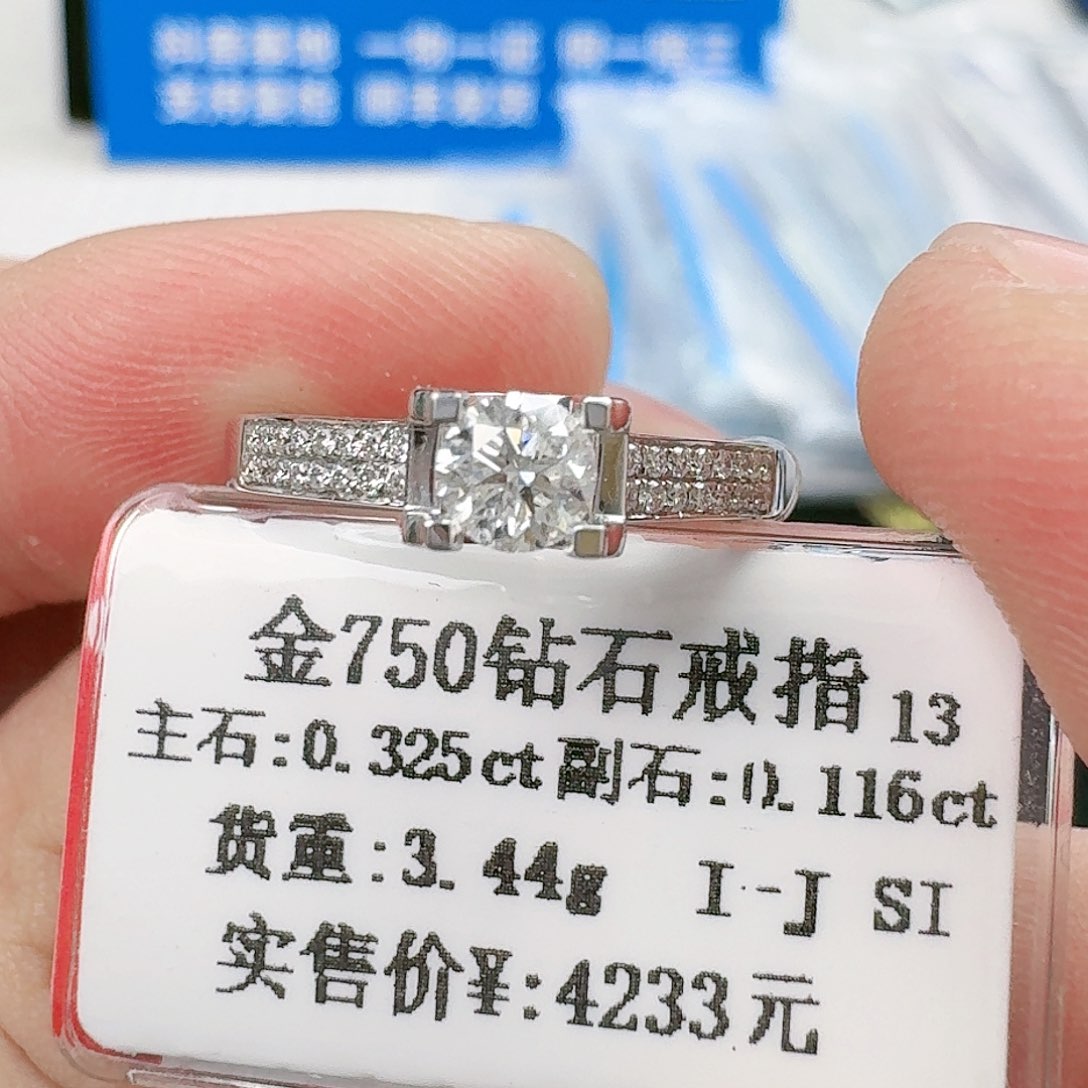 金750钻石戒指 13
主石:0.325ct 副石:0.116ct
货重:3.44g I-J SI
实售价¥:4233元